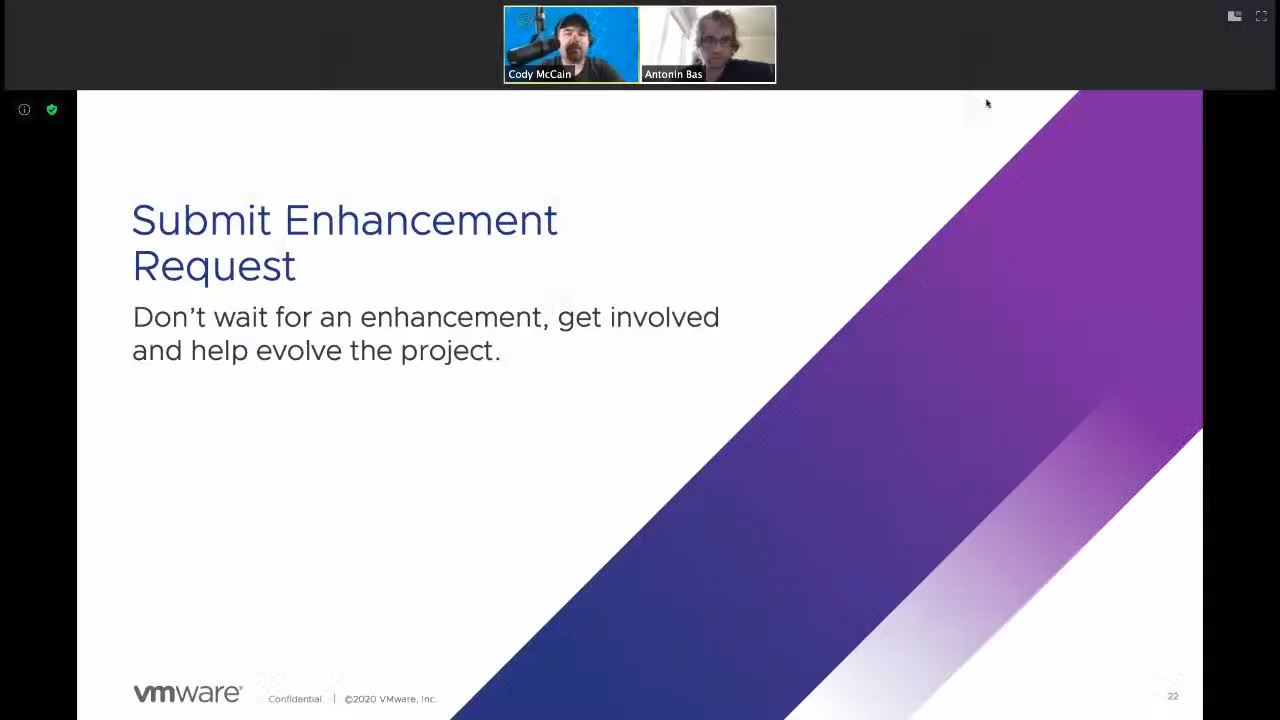 Cody McCain
Antonin Bas
Submit Enhancement
Request
Don’t wait for an enhancement, get involved
and help evolve the project.
vmware®
Confidential | ©2020 VMware, Inc.
22